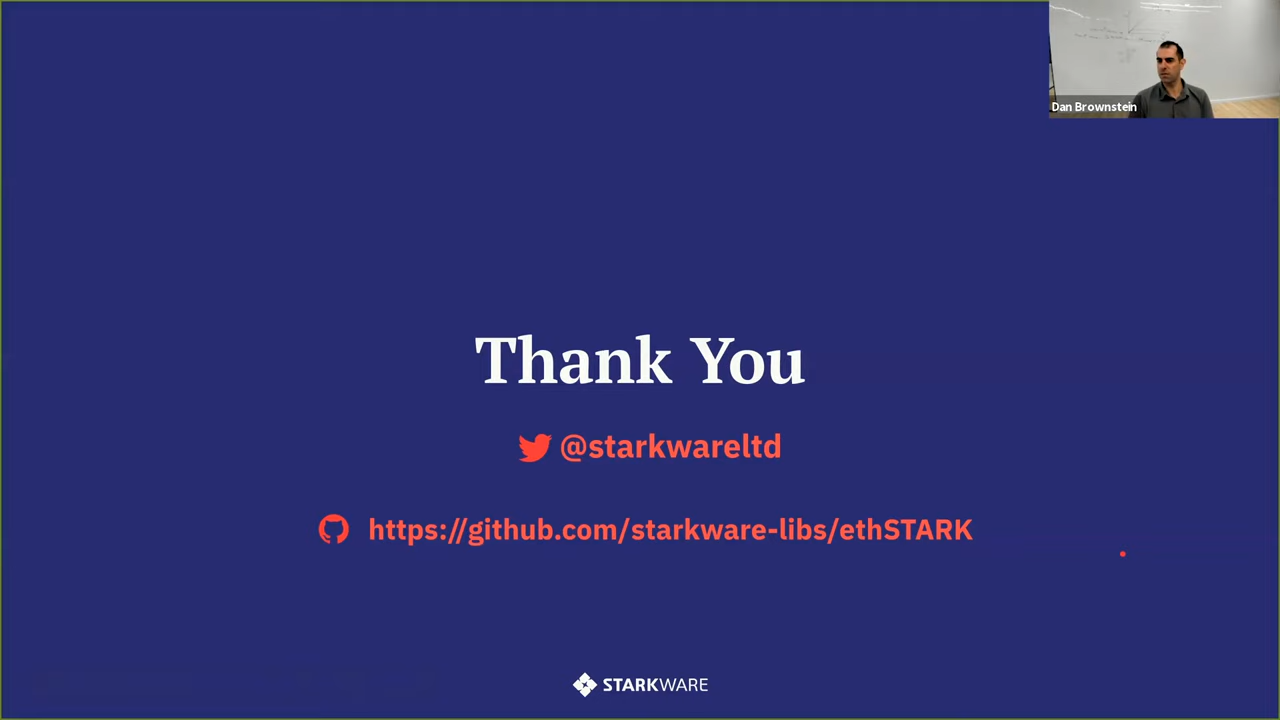 Dan Brownstein
Thank You
@starkwareltd
https://github.com/starkware-libs/ethSTARK
STARKWARE